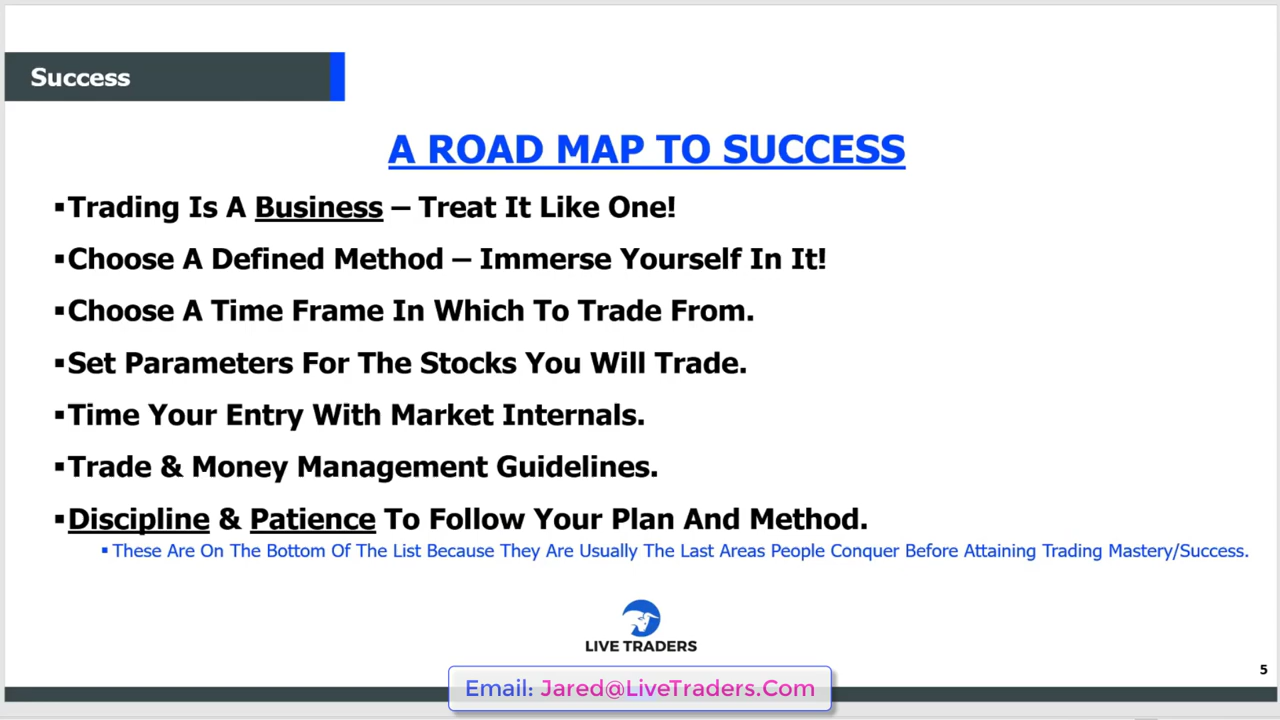 Success
A ROAD MAP TO SUCCESS
▪Trading Is A Business – Treat It Like One!
▪Choose A Defined Method – Immerse Yourself In It!
▪Choose A Time Frame In Which To Trade From.
▪Set Parameters For The Stocks You Will Trade.
▪Time Your Entry With Market Internals.
▪Trade & Money Management Guidelines.
▪Discipline & Patience To Follow Your Plan And Method.
▪ These Are On The Bottom Of The List Because They Are Usually The Last Areas People Conquer Before Attaining Trading Mastery/Success.
LIVE TRADERS
5
Email: Jared@LiveTraders.Com